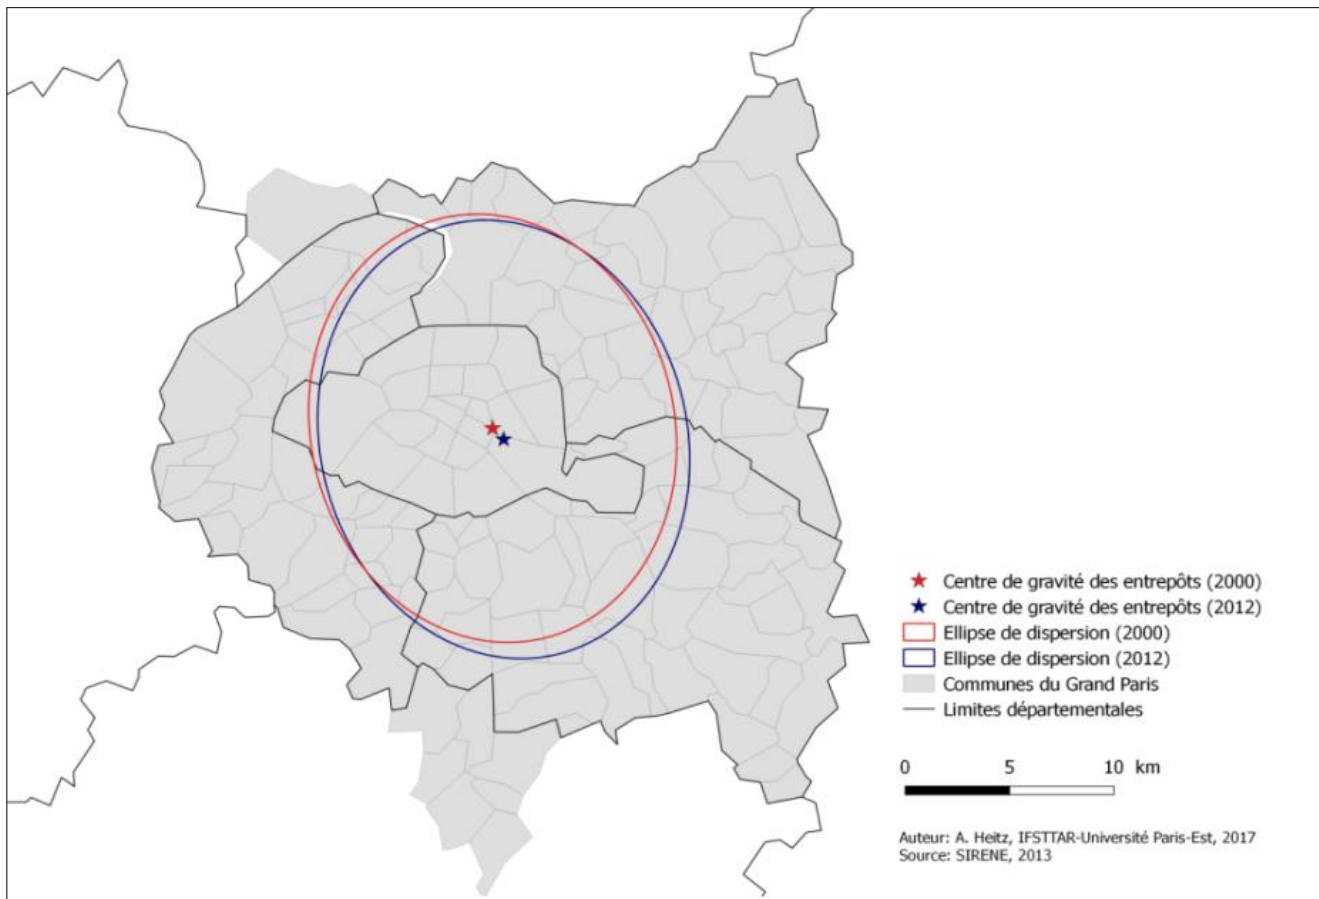 Centre de gravité des entrepôts (2000)
Centre de gravité des entrepôts (2012)
Ellipse de dispersion (2000)
Ellipse de dispersion (2012)
Communes du Grand Paris
Limites départementales
0 5 10 km
Auteur: A. Heitz, IFSTTAR-Université Paris-Est, 2017
Source: SIRENE, 2013